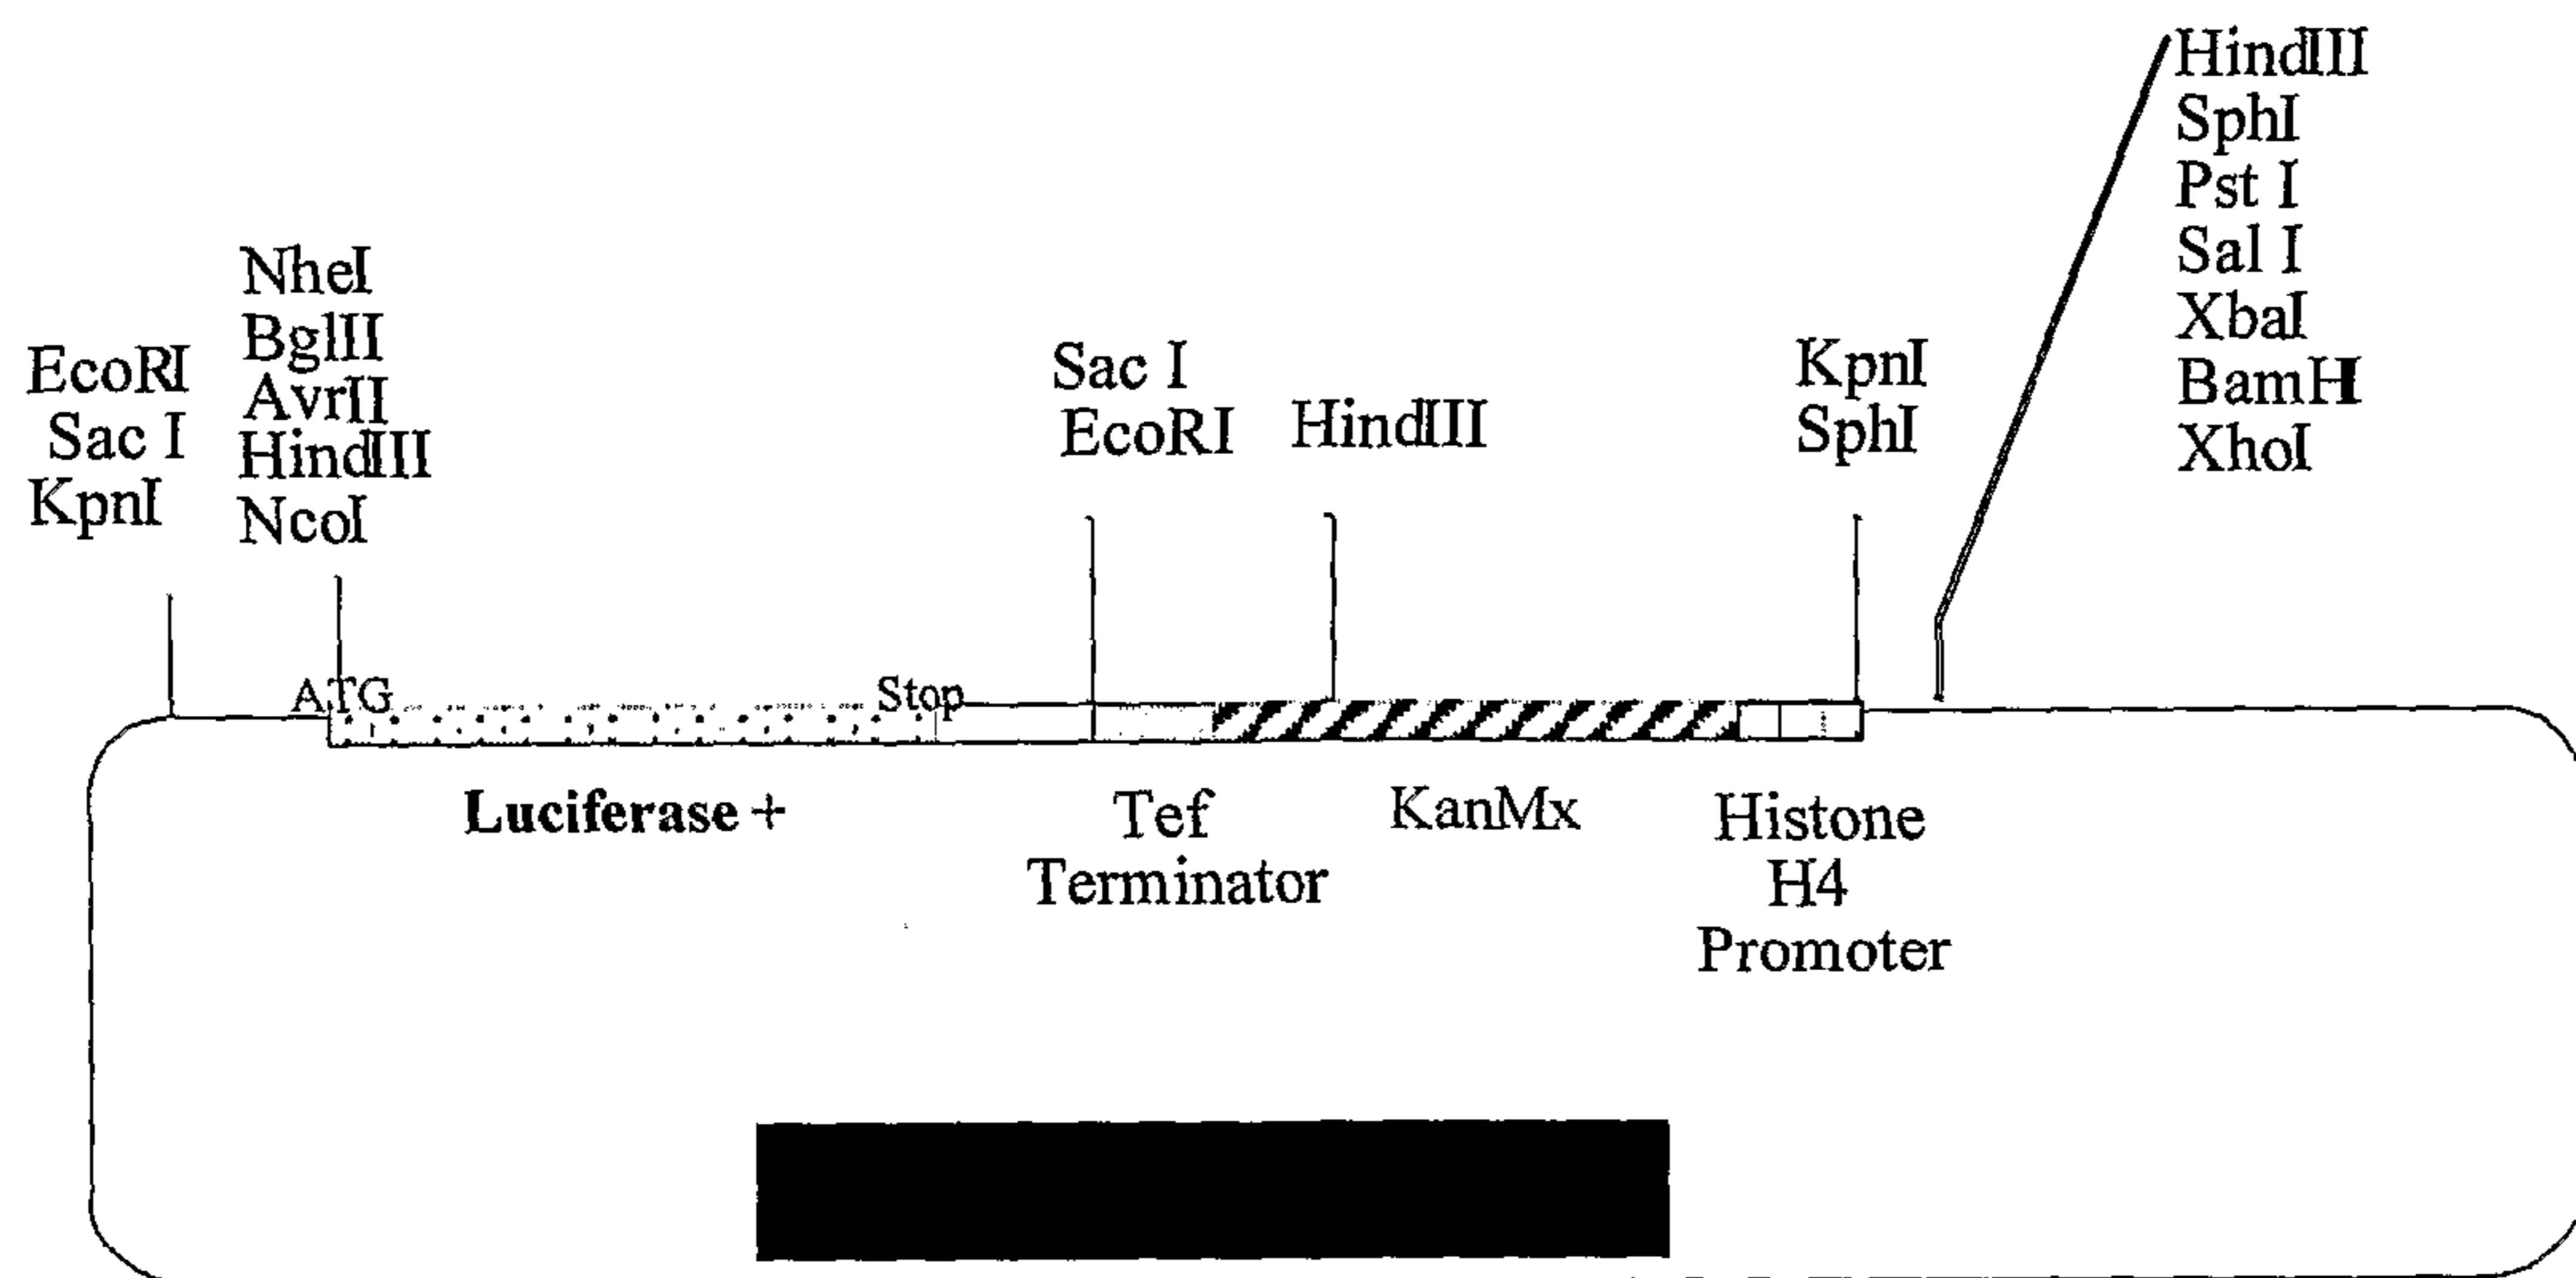 EcoRI
Sac I
KpnI
NheI
BglII
AvrII
HindIII
NcoI
Sac I
EcoRI
HindIII
KpnI
SphI
HindIII
SphI
Pst I
Sal I
XbaI
BamHI
XhoI
ATG
Stop
Luciferase +
Tef
Terminator
KanMx
Histone
H4
Promoter